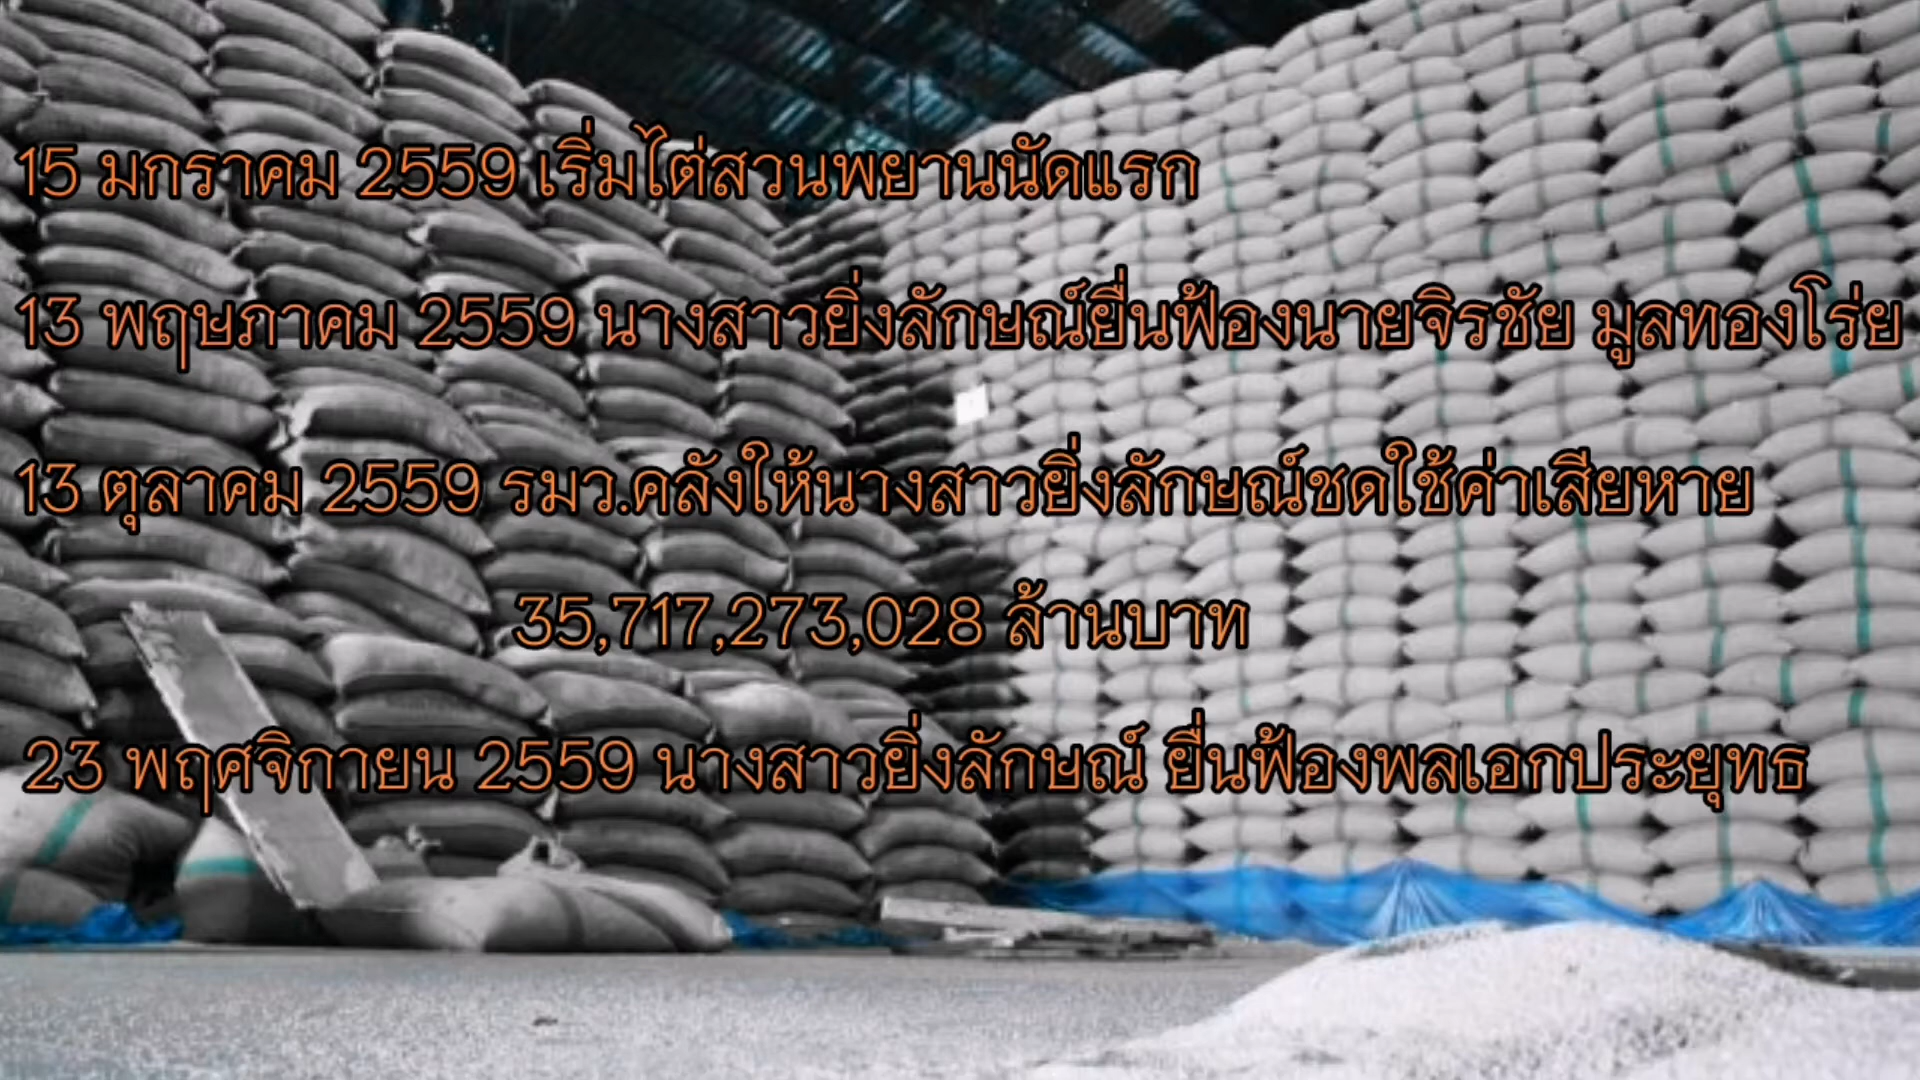 15 มกราคม 2559 เริ่มไต่สวนพยานนัดแรก
13 พฤษภาคม 2559 นางสาวยิ่งลักษณ์ยื่นฟ้องนายจิรชัย มูลทองโร่ย
13 ตุลาคม 2559 รมว.คลังให้นางสาวยิ่งลักษณ์ชดใช้ค่าเสียหาย
35,717,273,028 ล้านบาท
23 พฤศจิกายน 2559 นางสาวยิ่งลักษณ์ ยื่นฟ้องพลเอกประยุทธ